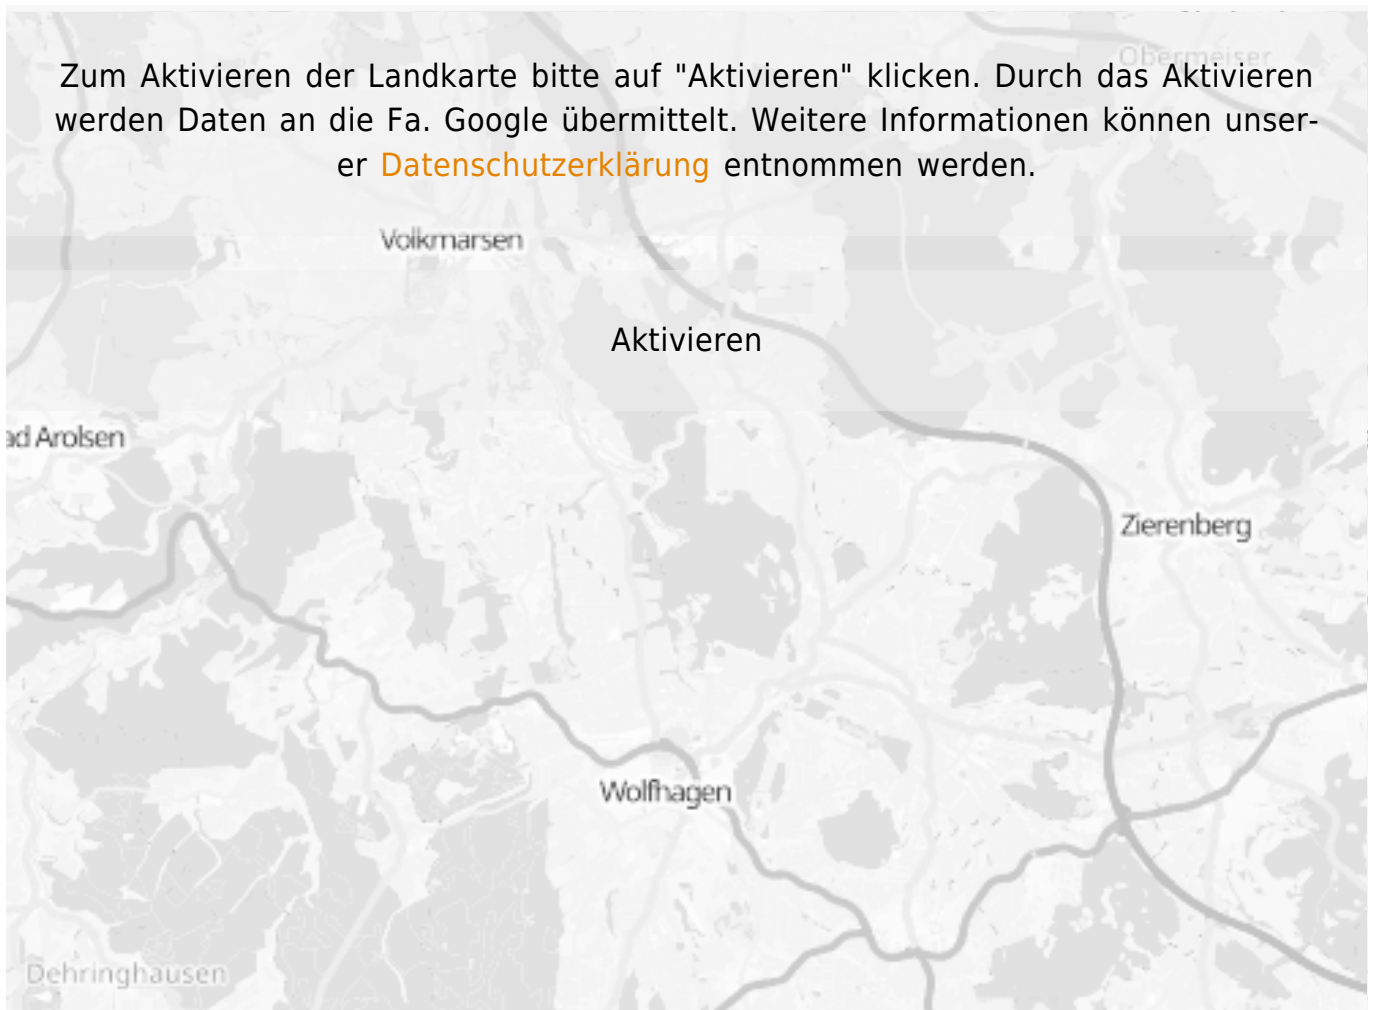 Obermeiser
Zum Aktivieren der Landkarte bitte auf "Aktivieren" klicken. Durch das Aktivieren
werden Daten an die Fa. Google übermittelt. Weitere Informationen können unser-
er Datenschutzerklärung entnommen werden.
Volkmarsen
Aktivieren
ad Arolsen
Zierenberg
Wolfhagen
Dehringhausen